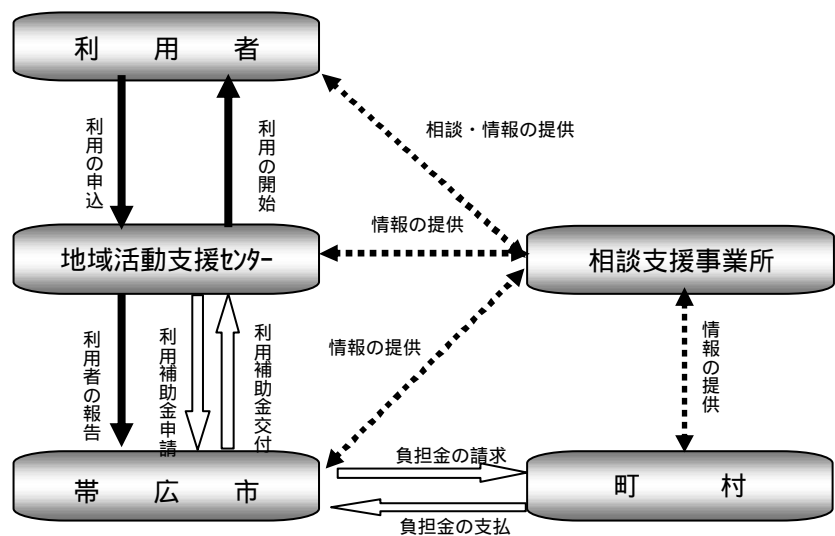 利用者
利用の申込
利用の開始
相談・情報の提供
地域活動支援ｾﾝﾀｰ
情報の提供
相談支援事業所
利用者の報告
利用補助金申請
利用補助金交付
情報の提供
情報の提供
帯広市
負担金の請求
負担金の支払
町村